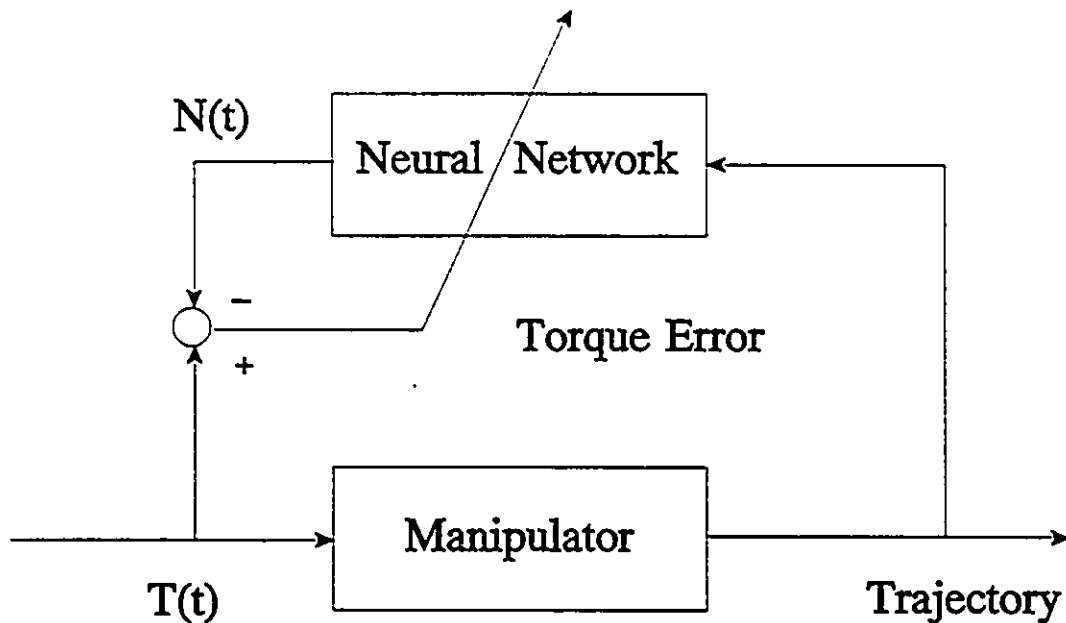 N(t)
Neural Network
−
+
Torque Error
Manipulator
T(t)
Trajectory